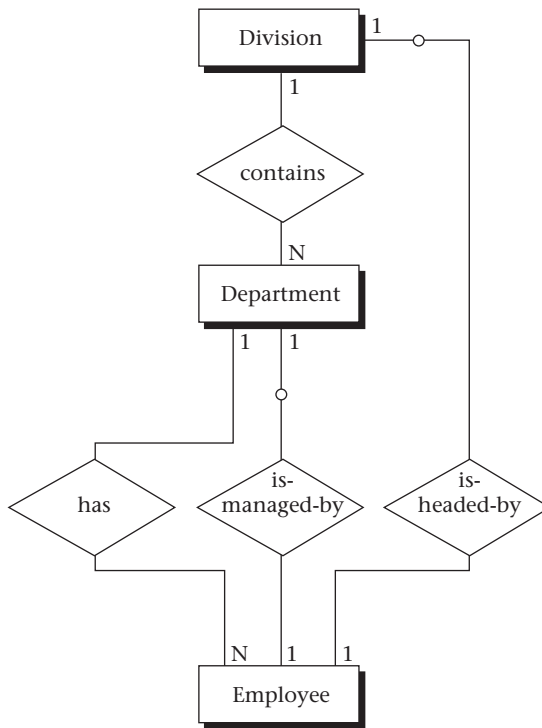 Division
1
1
contains
N
Department
1
1
has
is-
managed-by
is-
headed-by
N
1
1
Employee